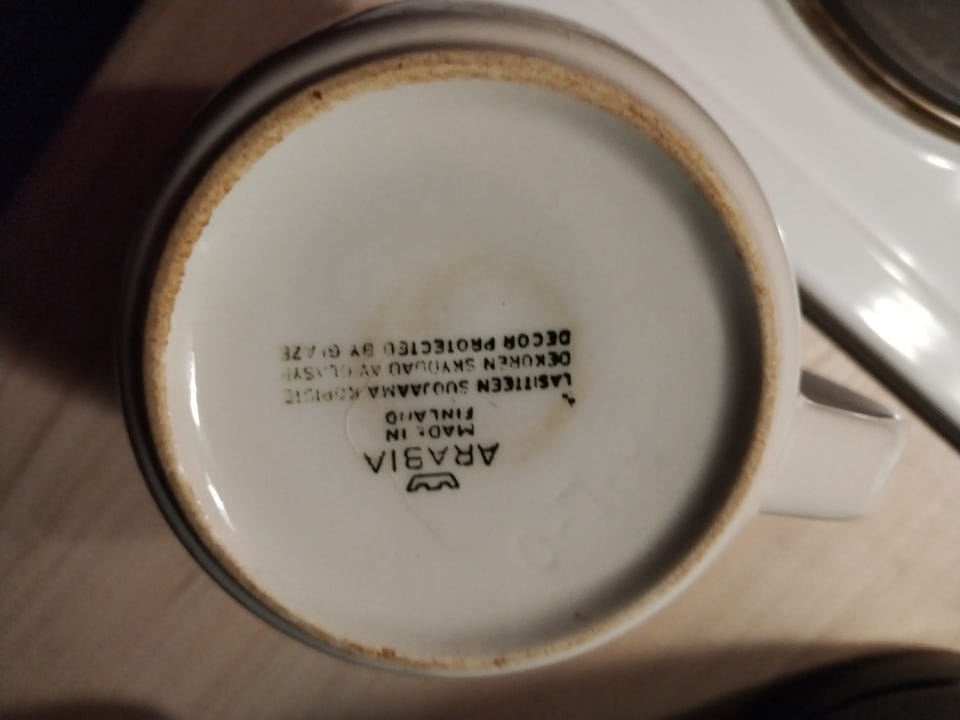 ARABIA
MADE IN
FINLAND
LASITTEEN SUOJAAMA KORISTE
DEKOREN SKYDDAD AV GLASYR
DECOR PROTECTED BY GLAZE